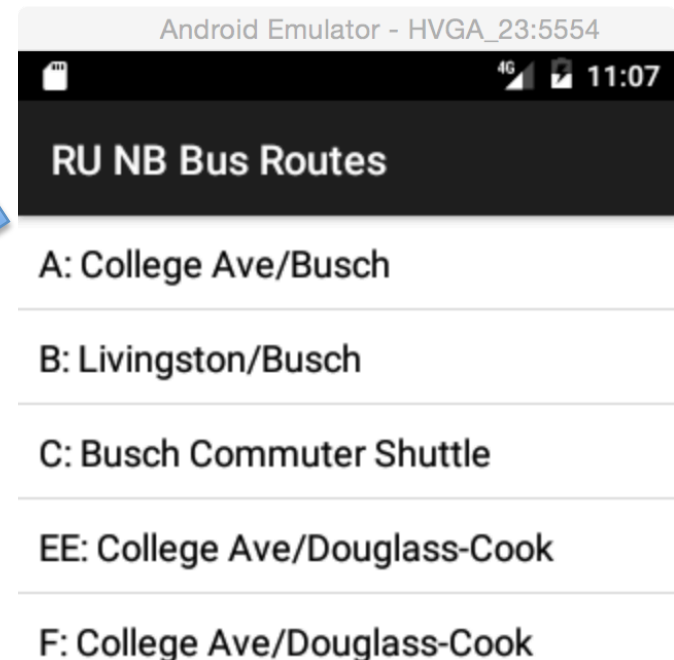 Android Emulator - HVGA_23:5554
4G 11:07
RU NB Bus Routes
A: College Ave/Busch
B: Livingston/Busch
C: Busch Commuter Shuttle
EE: College Ave/Douglass-Cook
F: College Ave/Douglass-Cook